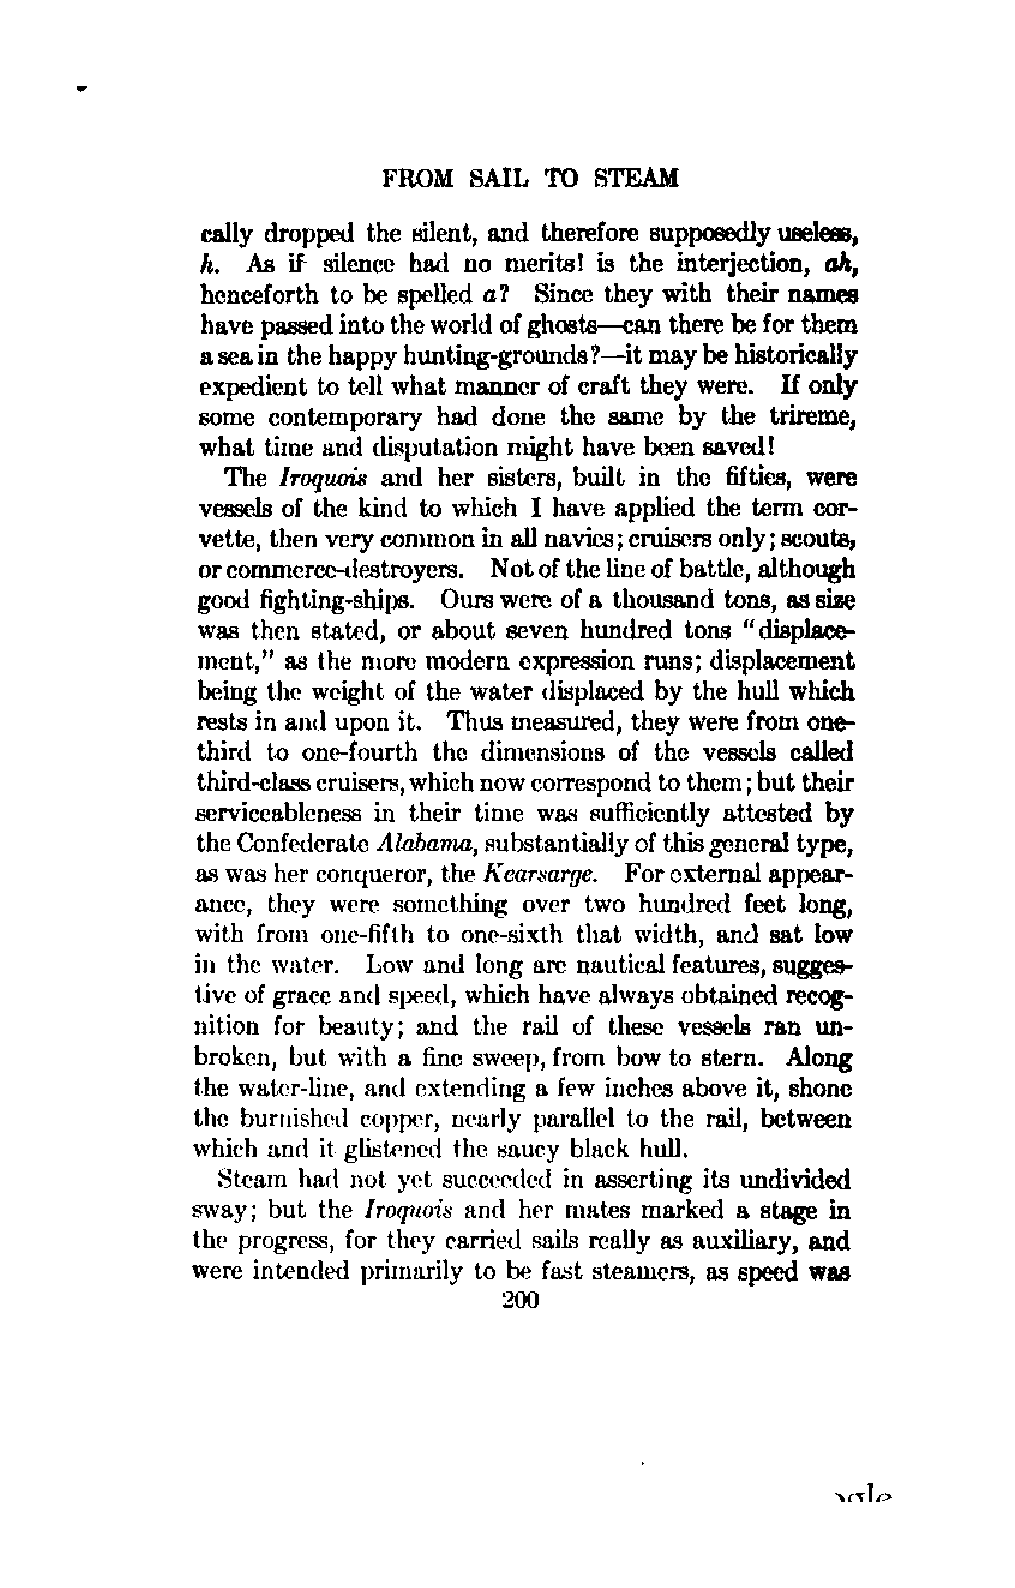 FROM SAIL TO STEAM
cally dropped the silent, and therefore supposedly useless,
h. As if silence had no merits! is the interjection, ah,
henceforth to be spelled a? Since they with their names
have passed into the world of ghosts—can there be for them
a sea in the happy hunting-grounds?—it may be historically
expedient to tell what manner of craft they were. If only
some contemporary had done the same by the trireme,
what time and disputation might have been saved!
The Iroquois and her sisters, built in the fifties, were
vessels of the kind to which I have applied the term cor-
vette, then very common in all navies; cruisers only; scouts,
or commerce-destroyers. Not of the line of battle, although
good fighting-ships. Ours were of a thousand tons, as size
was then stated, or about seven hundred tons "displace-
ment," as the more modern expression runs; displacement
being the weight of the water displaced by the hull which
rests in and upon it. Thus measured, they were from one-
third to one-fourth the dimensions of the vessels called
third-class cruisers, which now correspond to them; but their
serviceableness in their time was sufficiently attested by
the Confederate Alabama, substantially of this general type,
as was her conqueror, the Kearsarge. For external appear-
ance, they were something over two hundred feet long,
with from one-fifth to one-sixth that width, and sat low
in the water. Low and long are nautical features, sugges-
tive of grace and speed, which have always obtained recog-
nition for beauty; and the rail of these vessels ran un-
broken, but with a fine sweep, from bow to stern. Along
the water-line, and extending a few inches above it, shone
the burnished copper, nearly parallel to the rail, between
which and it glistened the saucy black hull.
Steam had not yet succeeded in asserting its undivided
sway; but the Iroquois and her mates marked a stage in
the progress, for they carried sails really as auxiliary, and
were intended primarily to be fast steamers, as speed was
200